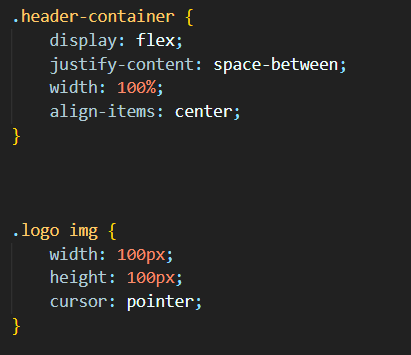 .header-container {
    display: flex;
    justify-content: space-between;
    width: 100%;
    align-items: center;
}
.logo img {
    width: 100px;
    height: 100px;
    cursor: pointer;
}